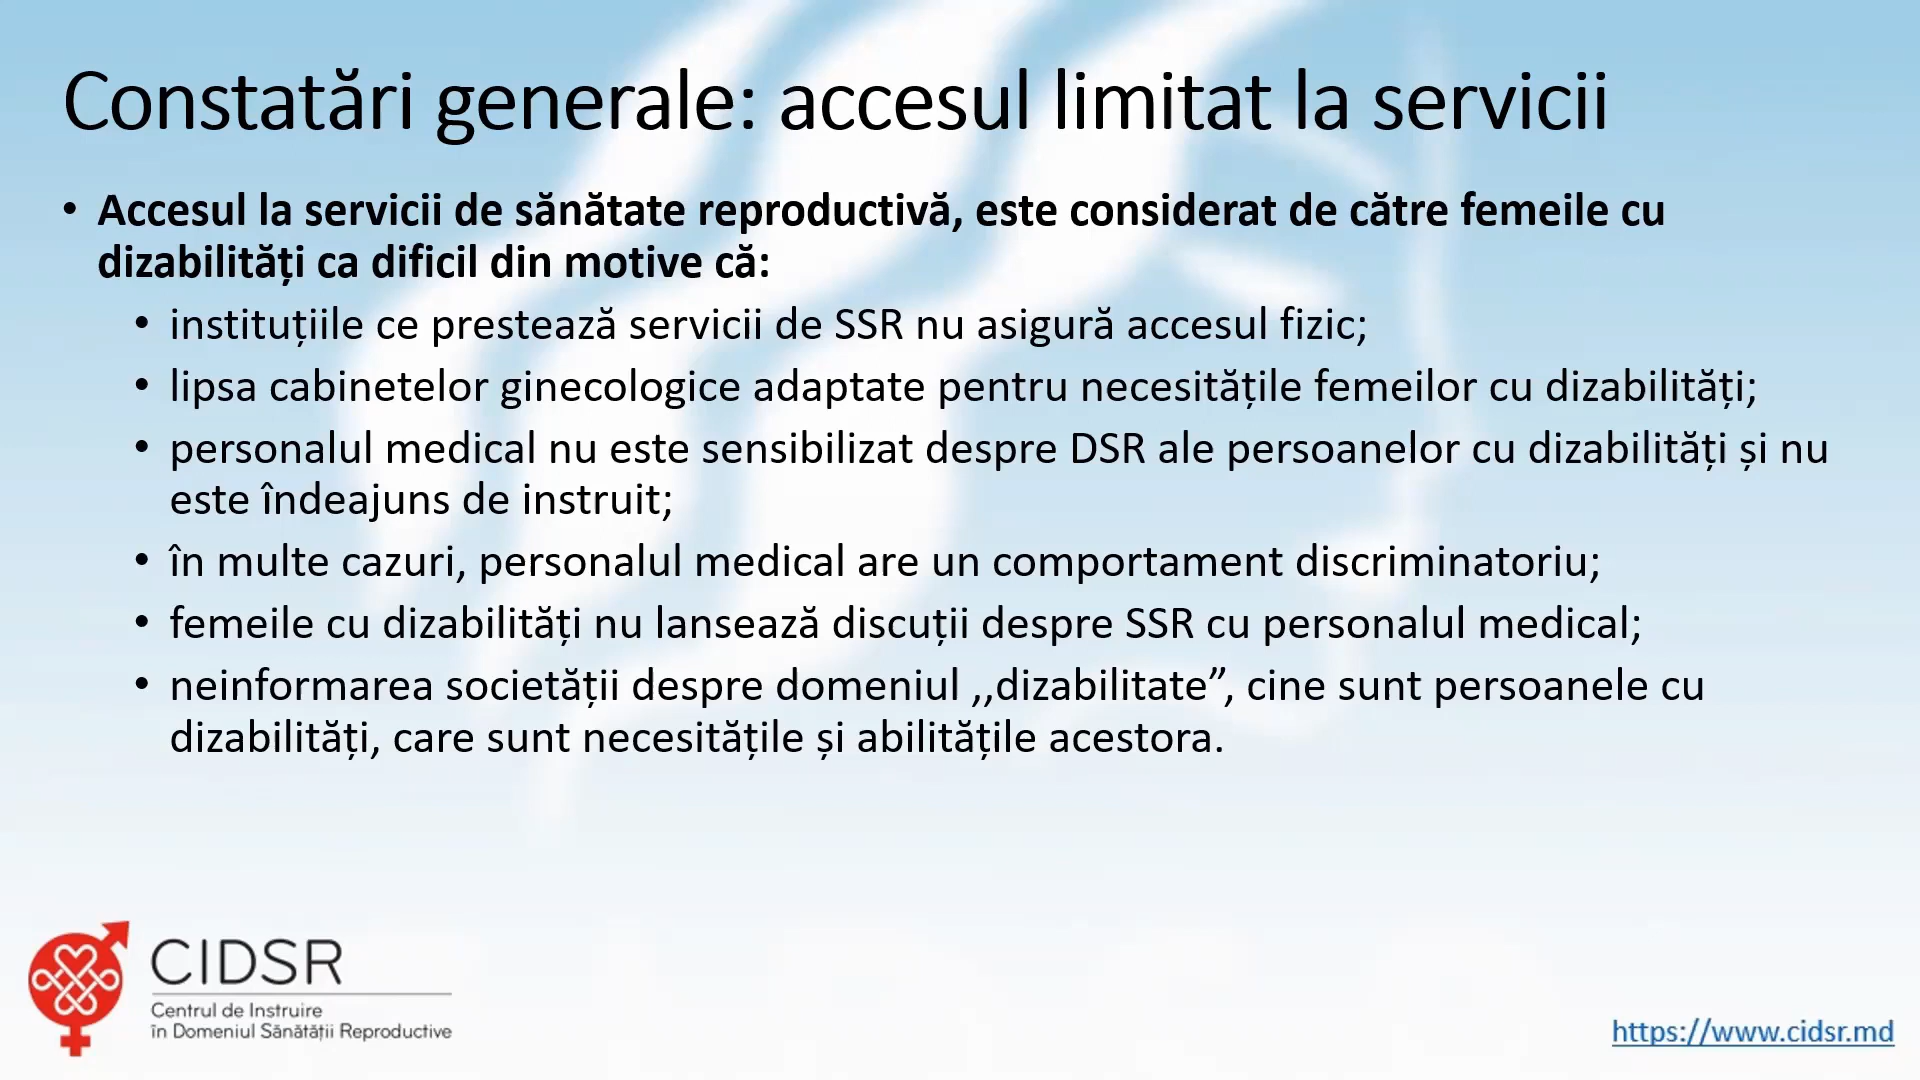 Constatări generale: accesul limitat la servicii
• Accesul la servicii de sănătate reproductivă, este considerat de către femeile cu
dizabilități ca dificil din motive că:
• instituțiile ce prestează servicii de SSR nu asigură accesul fizic;
• lipsa cabinetelor ginecologice adaptate pentru necesitățile femeilor cu dizabilități;
• personalul medical nu este sensibilizat despre DSR ale persoanelor cu dizabilități și nu
este îndeajuns de instruit;
• în multe cazuri, personalul medical are un comportament discriminatoriu;
• femeile cu dizabilități nu lansează discuții despre SSR cu personalul medical;
• neinformarea societății despre domeniul ,,dizabilitate”, cine sunt persoanele cu
dizabilități, care sunt necesitățile și abilitățile acestora.
CIDSR
Centrul de Instruire
în Domeniul Sănătății Reproductive
https://www.cidsr.md